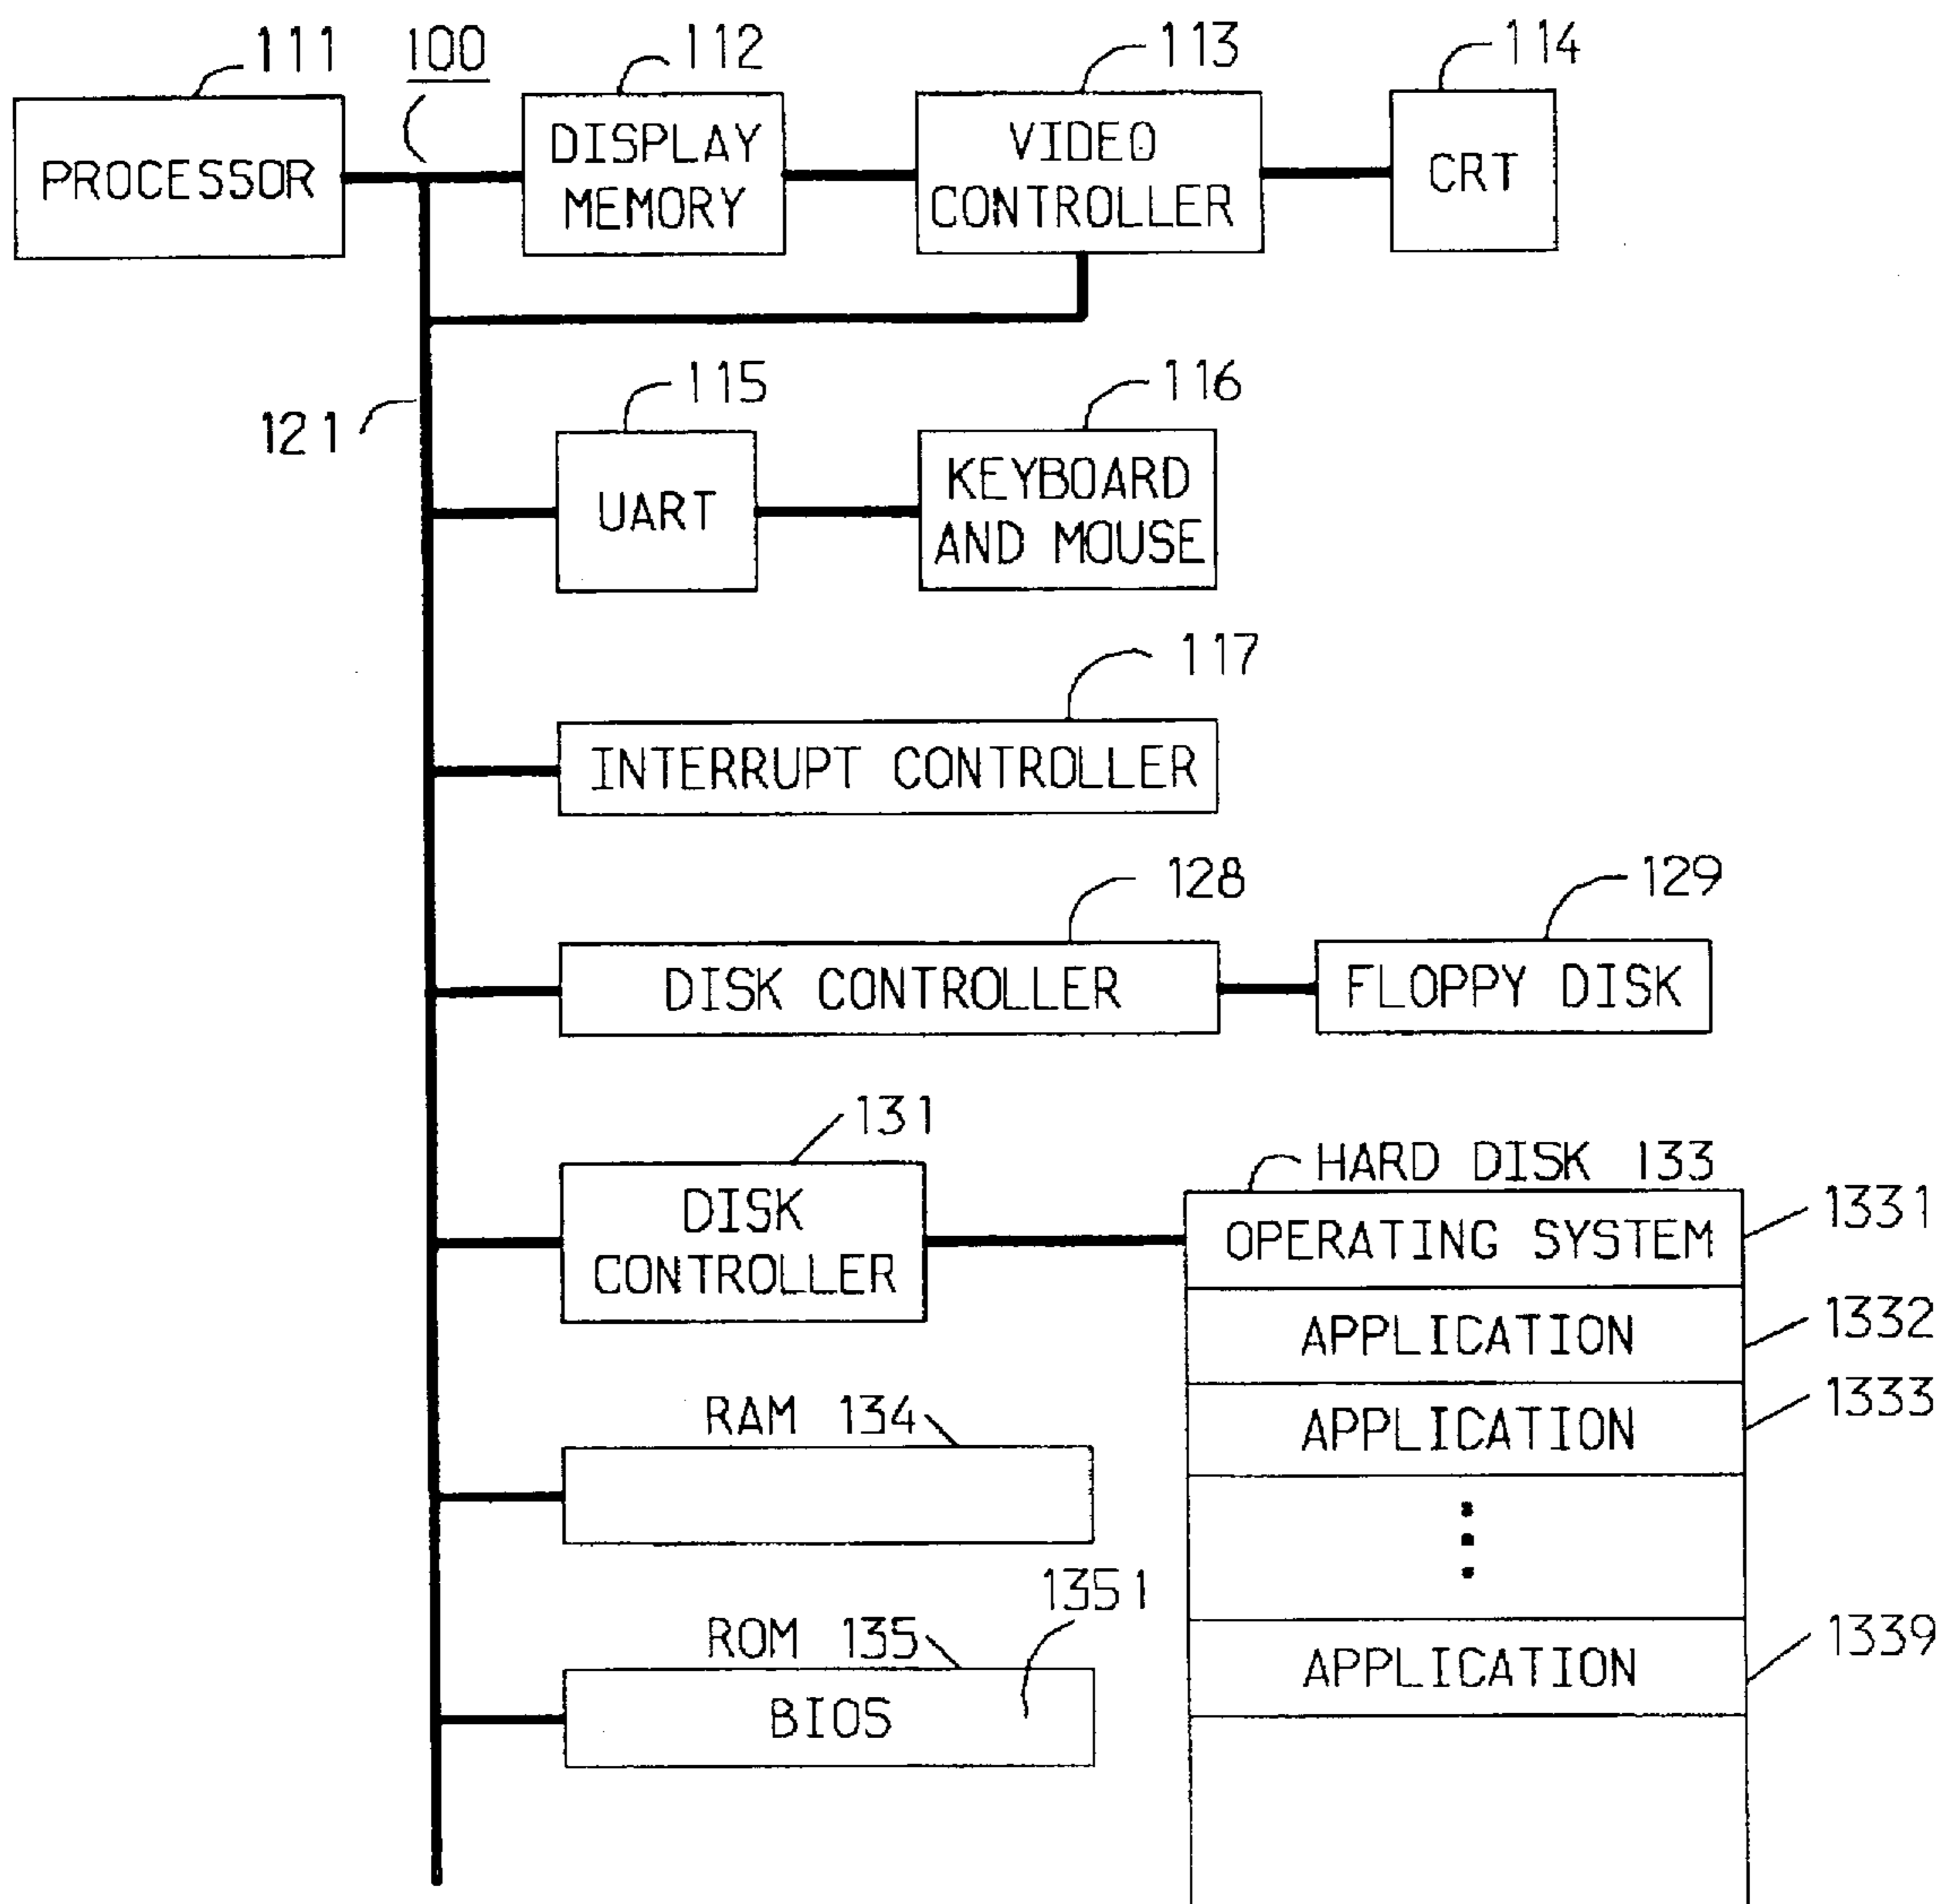 111
100
112
113
114
PROCESSOR
DISPLAY
MEMORY
VIDEO
CONTROLLER
CRT
121
115
116
UART
KEYBOARD
AND MOUSE
117
INTERRUPT CONTROLLER
128
129
DISK CONTROLLER
FLOPPY DISK
131
DISK
CONTROLLER
HARD DISK 133
OPERATING SYSTEM
1331
APPLICATION
1332
APPLICATION
1333
RAM 134
ROM 135
1351
BIOS
APPLICATION
1339